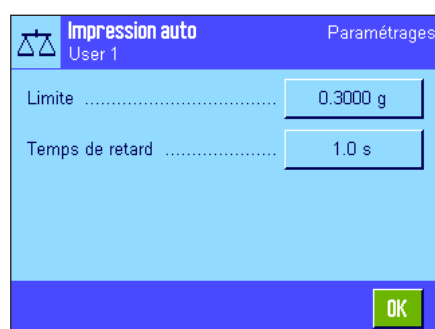 Impression auto Paramétrages
User 1
Limite .................................... 0.3000 g
Temps de retard ..................... 1.0 s
OK